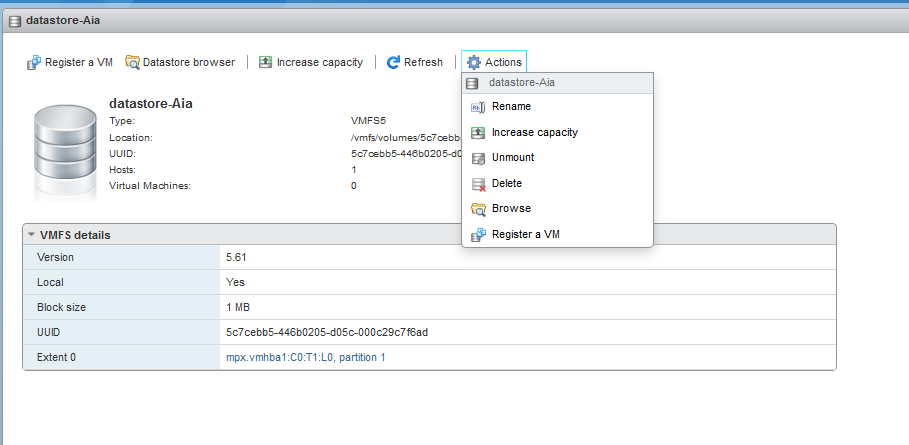 datastore-Aia
Register a VM Datastore browser Increase capacity Refresh Actions
datastore-Aia
Rename
Increase capacity
Unmount
Delete
Browse
Register a VM
datastore-Aia
Type: VMFS5
Location: /vmfs/volumes/5c7cebb
UUID: 5c7cebb5-446b0205-d0
Hosts: 1
Virtual Machines: 0
VMFS details
Version 5.61
Local Yes
Block size 1 MB
UUID 5c7cebb5-446b0205-d05c-000c29c7f6ad
Extent 0 mpx.vmhba1:C0:T1:L0, partition 1